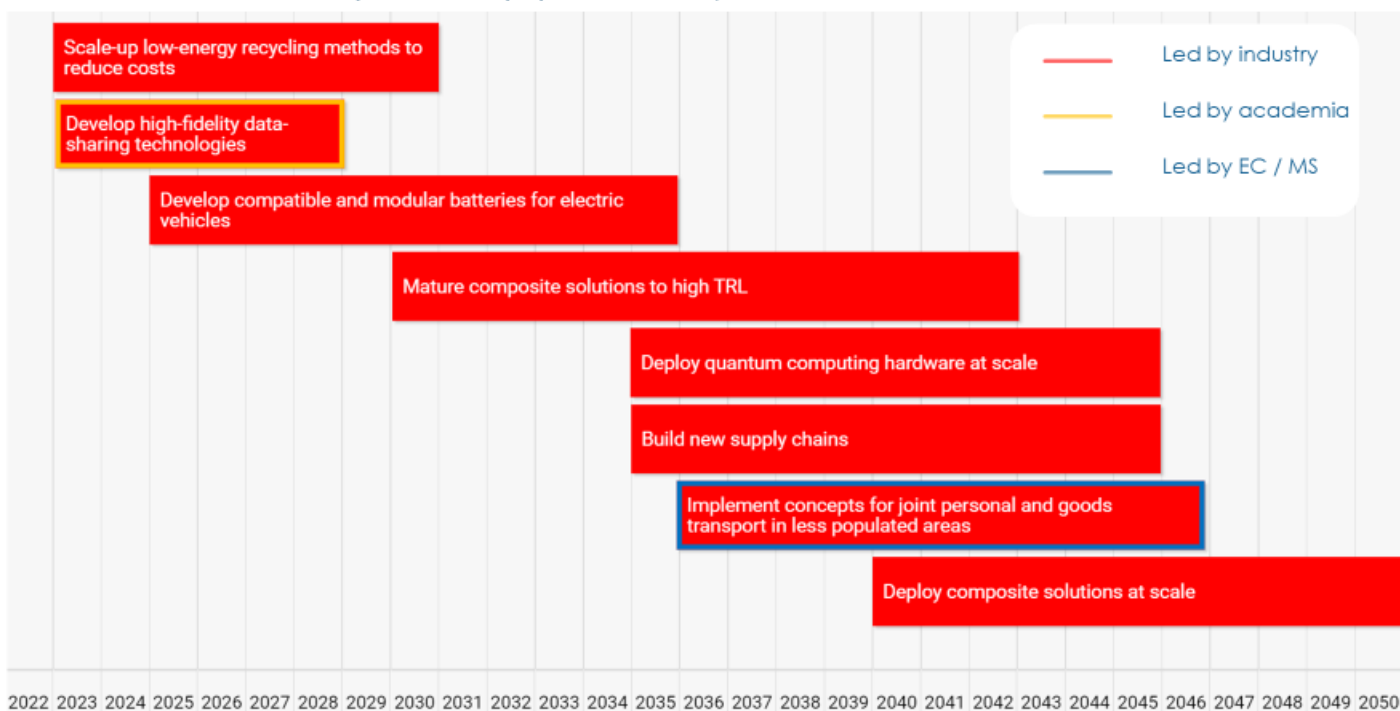 Scale-up low-energy recycling methods to
reduce costs
Led by industry
Develop high-fidelity data-
sharing technologies
Led by academia
Led by EC / MS
Develop compatible and modular batteries for electric
vehicles
Mature composite solutions to high TRL
Deploy quantum computing hardware at scale
Build new supply chains
Implement concepts for joint personal and goods
transport in less populated areas
Deploy composite solutions at scale
2022 2023 2024 2025 2026 2027 2028 2029 2030 2031 2032 2033 2034 2035 2036 2037 2038 2039 2040 2041 2042 2043 2044 2045 2046 2047 2048 2049 2050